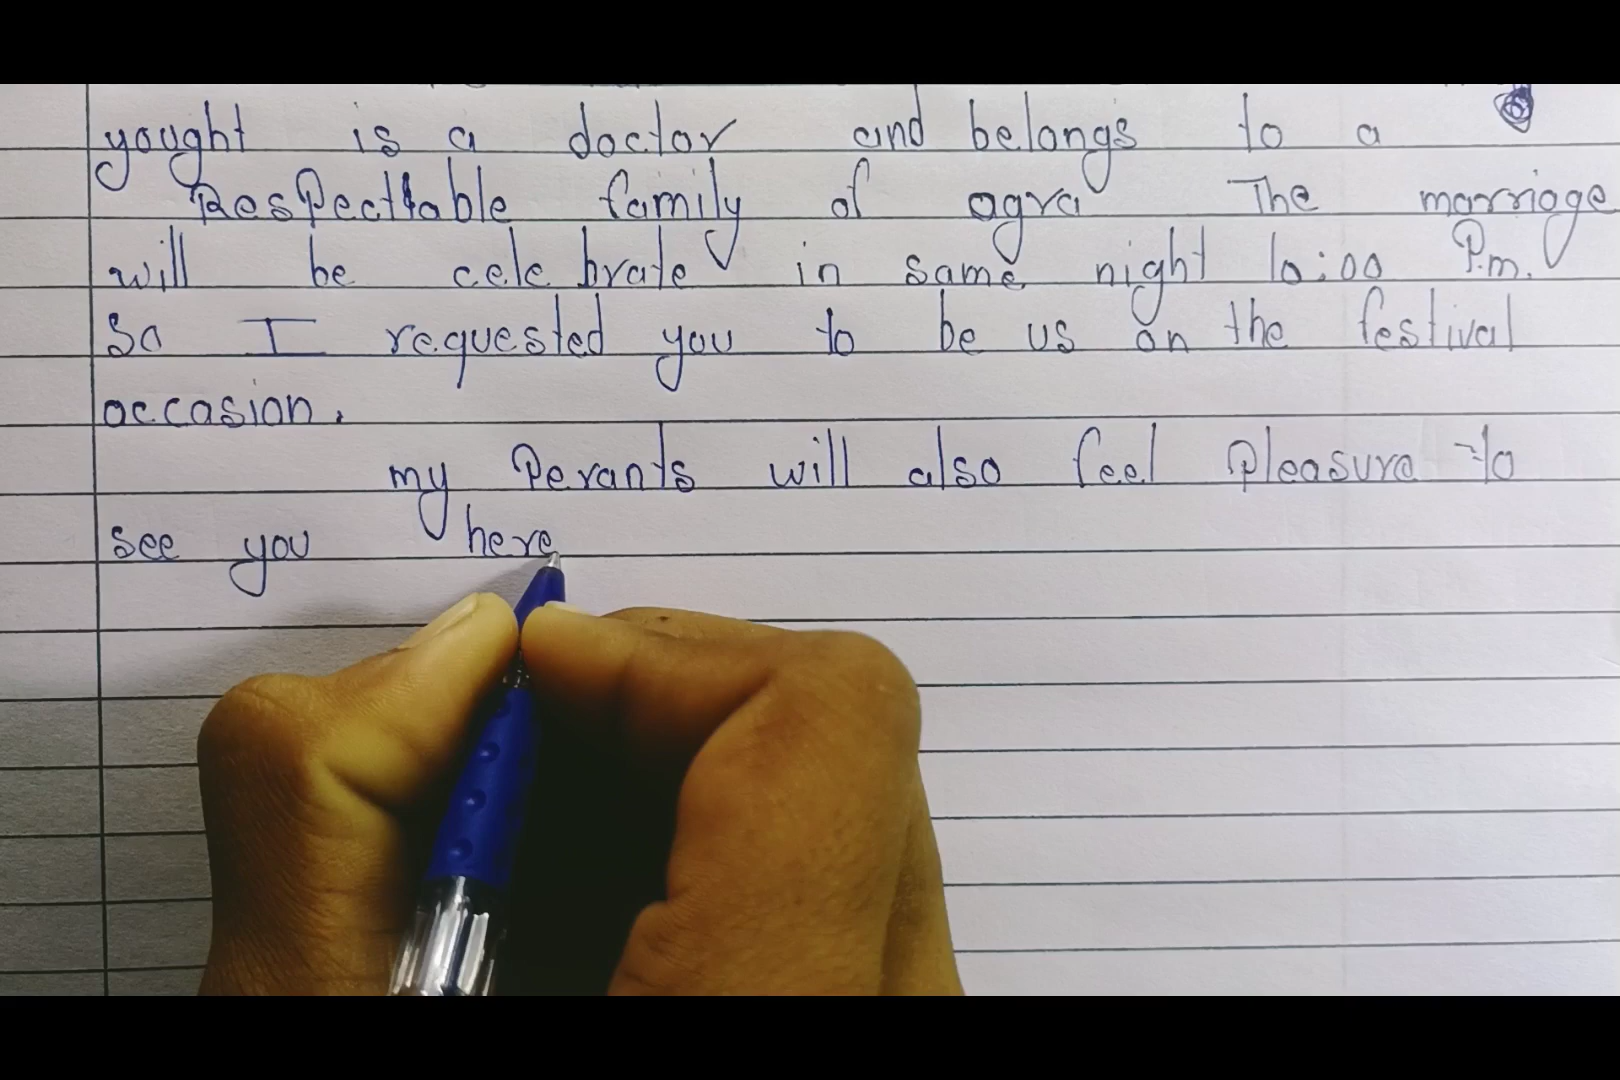 yought is a doctor and belongs to a
Respecttable family of agra The marriage
will be cele brate in same night 10:00 P.m.
So I requested you to be us on the festival
occasion.
my Perants will also feel Pleasure to
see you here